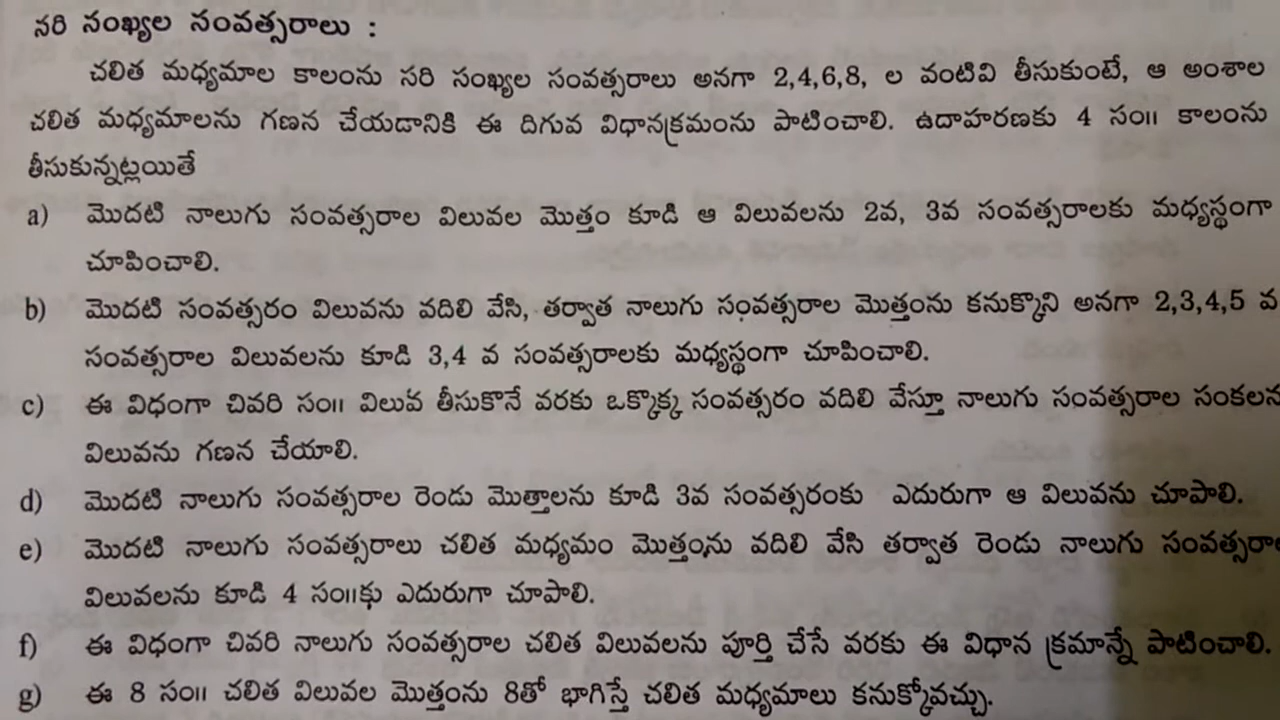 సరి సంఖ్యల సంవత్సరాలు :
చలిత మధ్యమాల కాలంను సరి సంఖ్యల సంవత్సరాలు అనగా 2,4,6,8, ల వంటివి తీసుకుంటే, ఆ అంశాల
చలిత మధ్యమాలను గణన చేయడానికి ఈ దిగువ విధానక్రమంను పాటించాలి. ఉదాహరణకు 4 సం॥ కాలంను
తీసుకున్నట్లయితే
a) మొదటి నాలుగు సంవత్సరాల విలువల మొత్తం కూడి ఆ విలువలను 2వ, 3వ సంవత్సరాలకు మధ్యస్థంగా
చూపించాలి.
b) మొదటి సంవత్సరం విలువను వదిలి వేసి, తర్వాత నాలుగు సంవత్సరాల మొత్తంను కనుక్కొని అనగా 2,3,4,5 వ
సంవత్సరాల విలువలను కూడి 3,4 వ సంవత్సరాలకు మధ్యస్థంగా చూపించాలి.
c) ఈ విధంగా చివరి సం॥ విలువ తీసుకొనే వరకు ఒక్కొక్క సంవత్సరం వదిలి వేస్తూ నాలుగు సంవత్సరాల సంకలన
విలువను గణన చేయాలి.
d) మొదటి నాలుగు సంవత్సరాల రెండు మొత్తాలను కూడి 3వ సంవత్సరంకు ఎదురుగా ఆ విలువను చూపాలి.
e) మొదటి నాలుగు సంవత్సరాలు చలిత మధ్యమం మొత్తంను వదిలి వేసి తర్వాత రెండు నాలుగు సంవత్సరాల
విలువలను కూడి 4 సం॥కు ఎదురుగా చూపాలి.
f) ఈ విధంగా చివరి నాలుగు సంవత్సరాల చలిత విలువలను పూర్తి చేసే వరకు ఈ విధాన క్రమాన్నే పాటించాలి.
g) ఈ 8 సం॥ చలిత విలువల మొత్తంను 8తో భాగిస్తే చలిత మధ్యమాలు కనుక్కోవచ్చు.